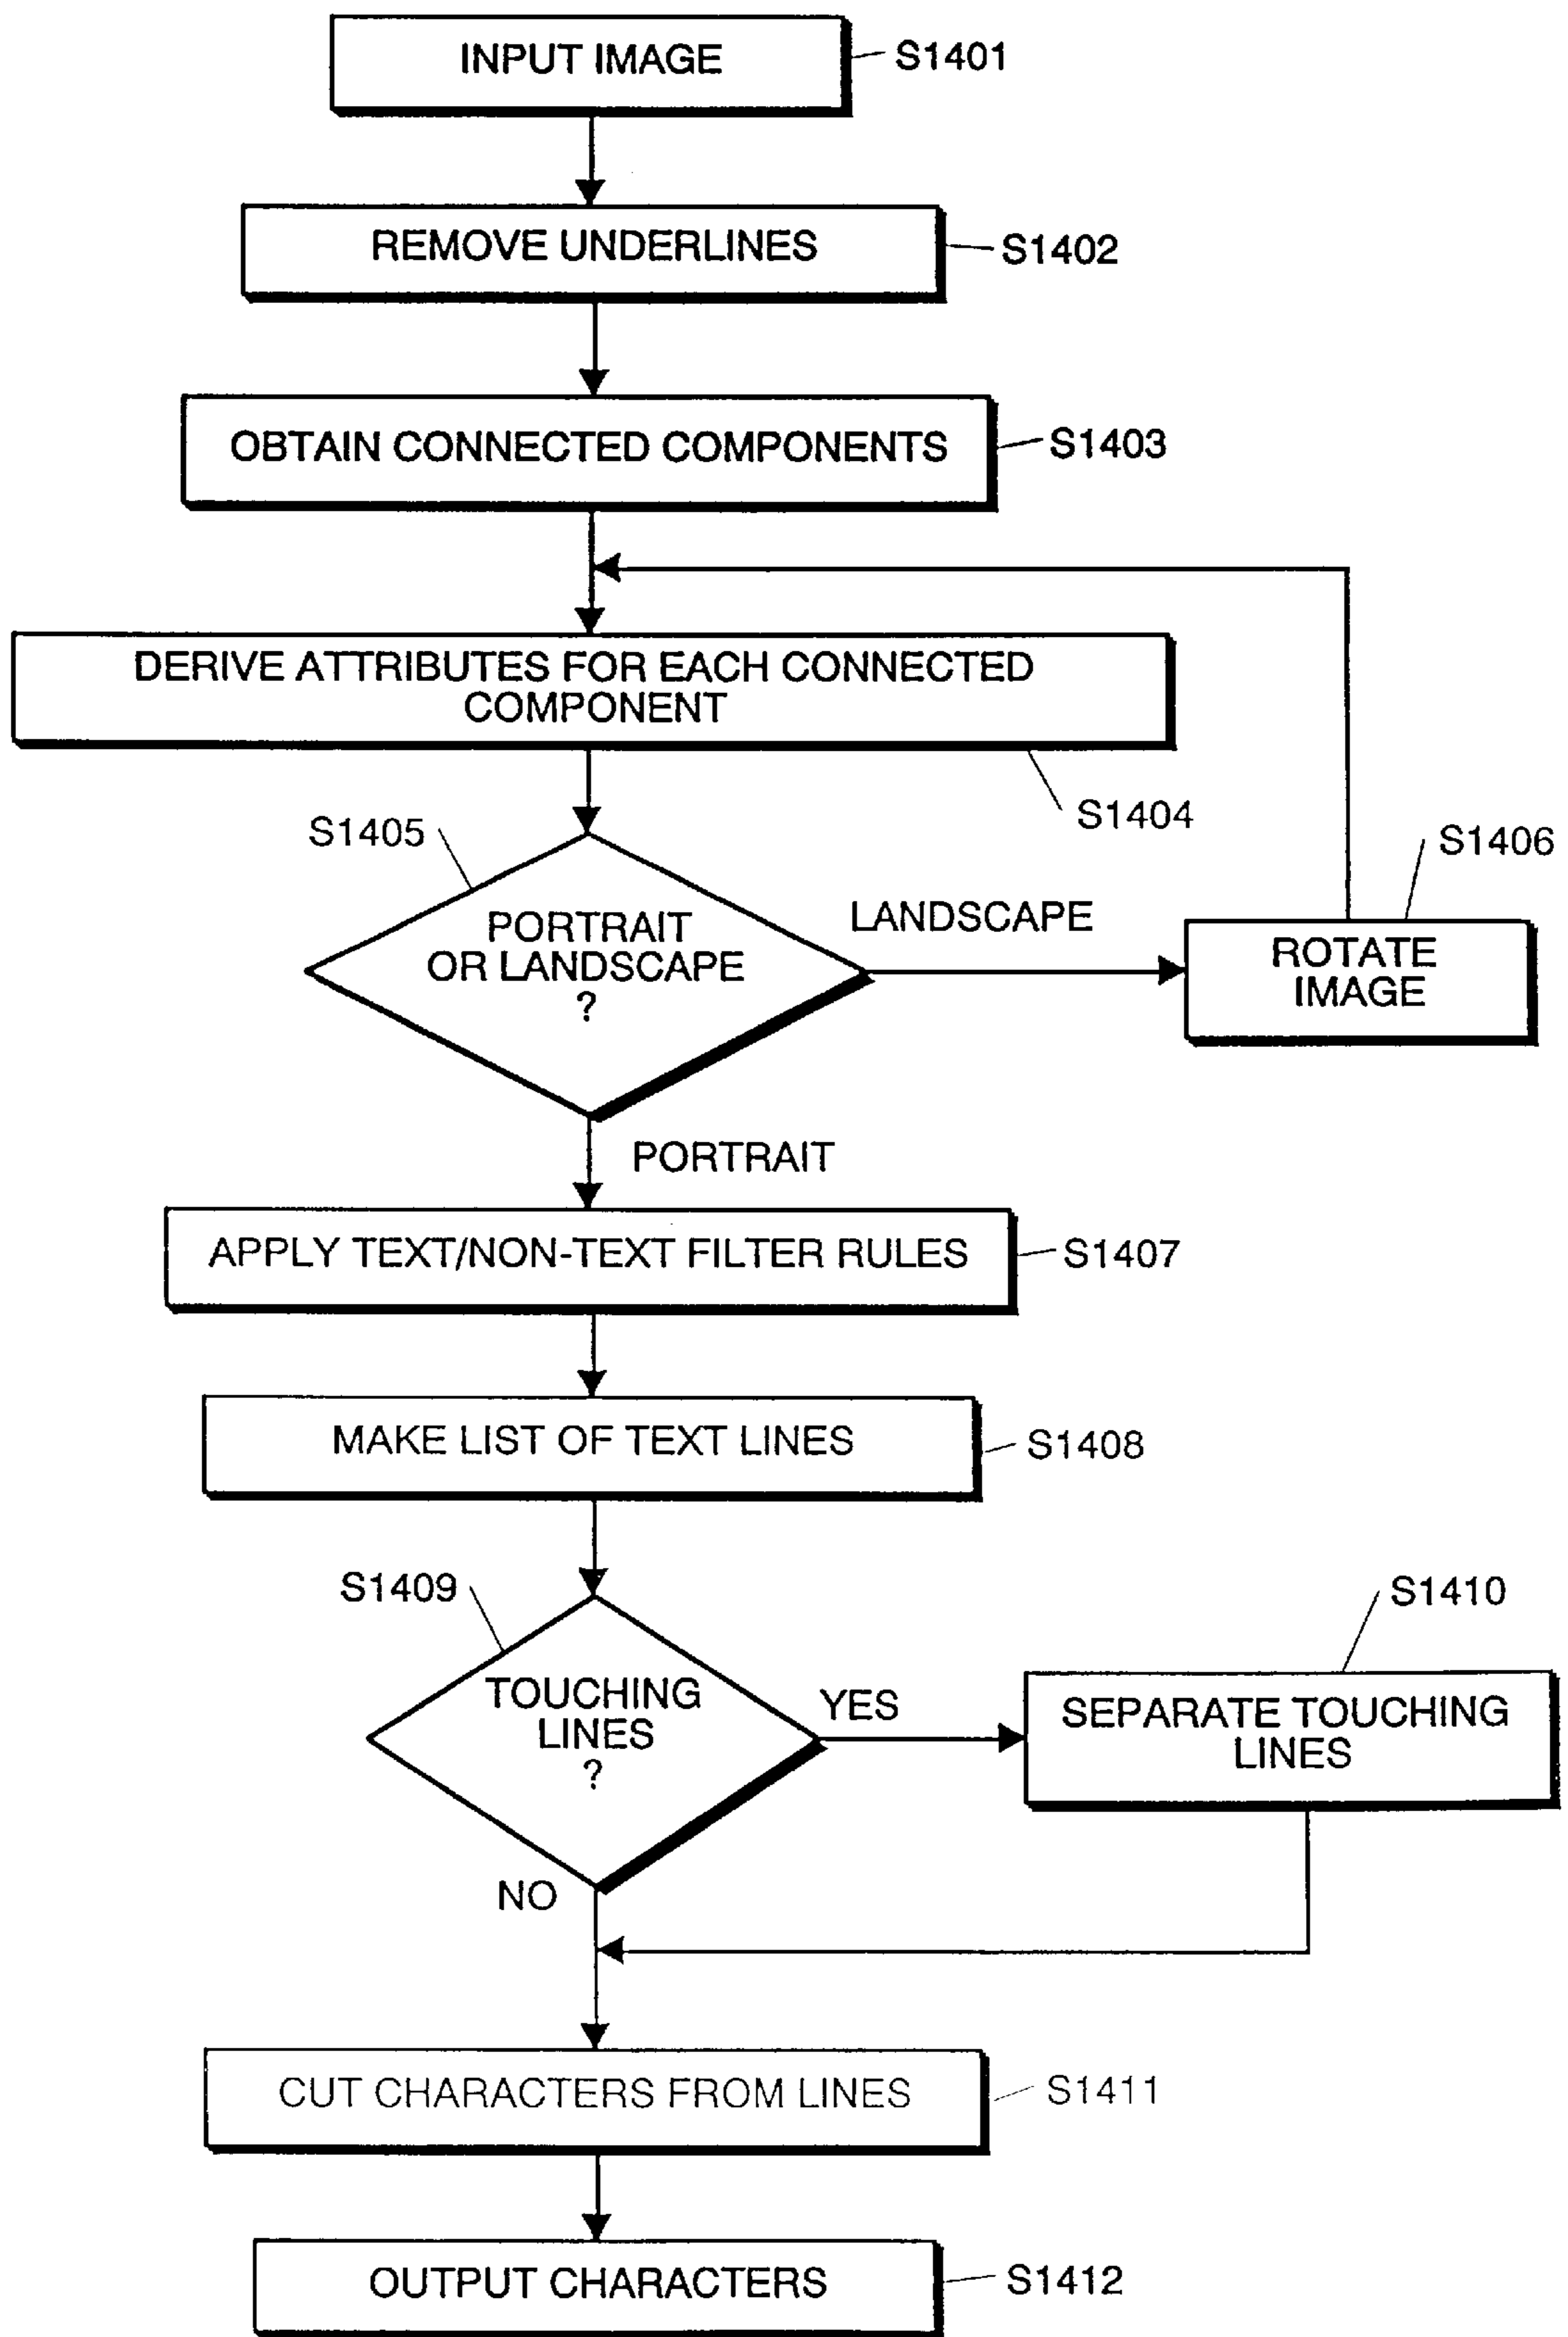 INPUT IMAGE
S1401
REMOVE UNDERLINES
S1402
OBTAIN CONNECTED COMPONENTS
S1403
DERIVE ATTRIBUTES FOR EACH CONNECTED
COMPONENT
S1404
S1405
PORTRAIT
OR LANDSCAPE
?
LANDSCAPE
S1406
ROTATE
IMAGE
PORTRAIT
APPLY TEXT/NON-TEXT FILTER RULES
S1407
MAKE LIST OF TEXT LINES
S1408
S1409
TOUCHING
LINES
?
YES
S1410
SEPARATE TOUCHING
LINES
NO
CUT CHARACTERS FROM LINES
S1411
OUTPUT CHARACTERS
S1412